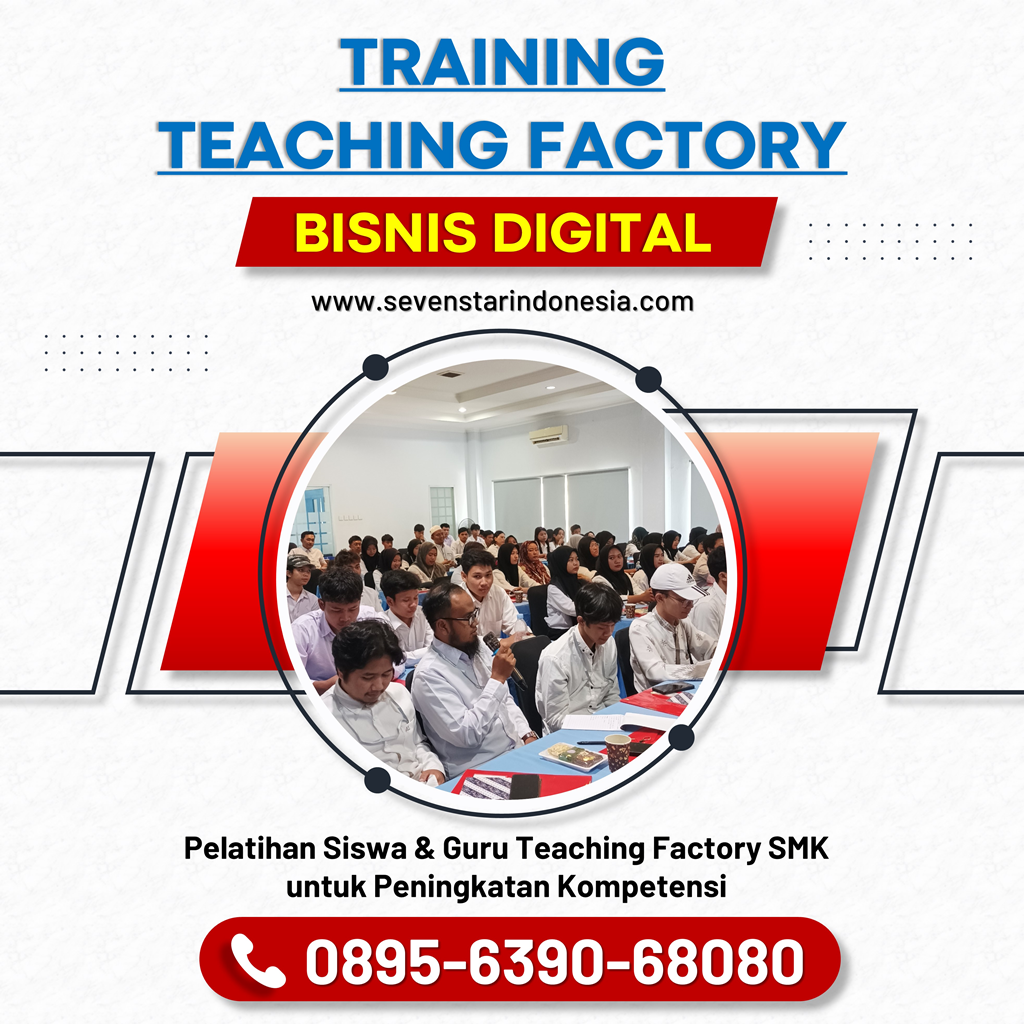 TRAINING
TEACHING FACTORY
BISNIS DIGITAL
www.sevenstarindonesia.com
Pelatihan Siswa & Guru Teaching Factory SMK
untuk Peningkatan Kompetensi
0895-6390-68080